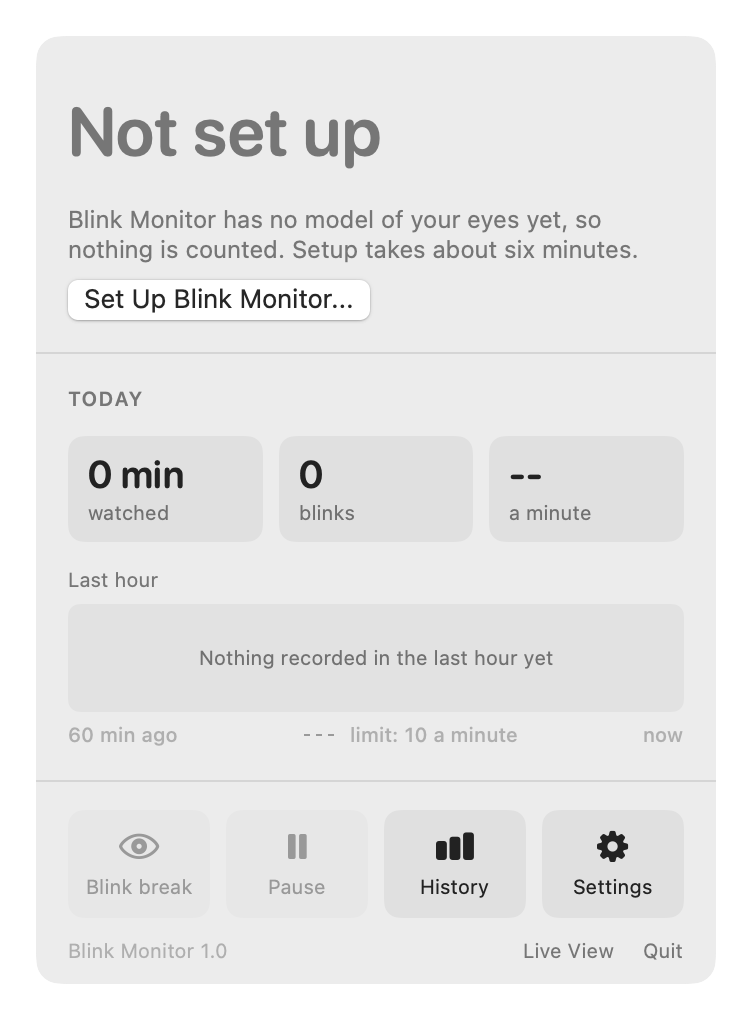 Not set up
Blink Monitor has no model of your eyes yet, so
nothing is counted. Setup takes about six minutes.
Set Up Blink Monitor...
TODAY
0 min
watched
0
blinks
--
a minute
Last hour
Nothing recorded in the last hour yet
60 min ago
--- limit: 10 a minute
now
Blink break
Pause
History
Settings
Blink Monitor 1.0
Live View
Quit